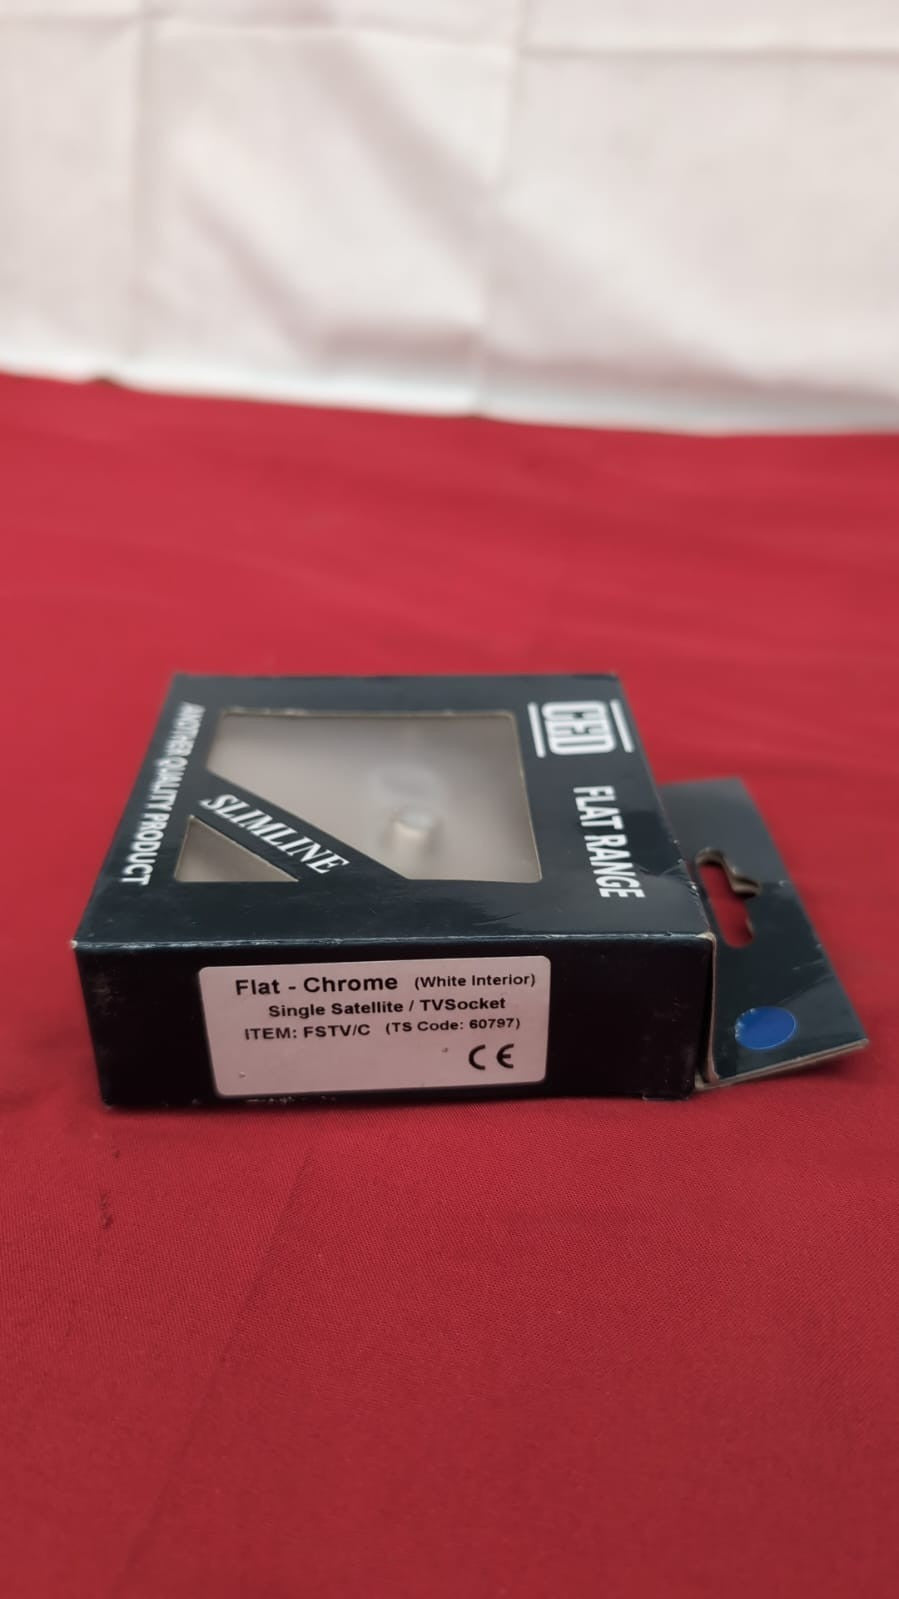 CED
FLAT RANGE
SLIMLINE
ANOTHER QUALITY PRODUCT
Flat - Chrome (White Interior)
Single Satellite / TVSocket
ITEM: FSTV/C (TS Code: 60797)
CE